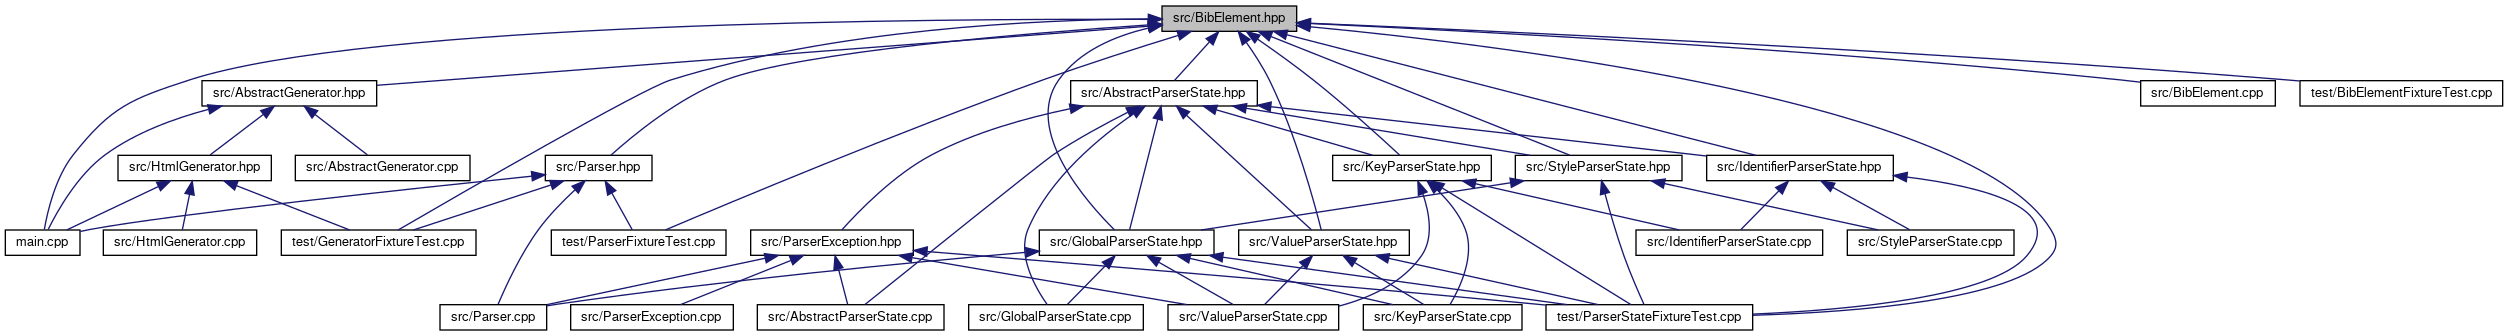 src/BibElement.hpp
src/AbstractGenerator.hpp
src/AbstractParserState.hpp
src/BibElement.cpp
test/BibElementFixtureTest.cpp
src/HtmlGenerator.hpp
src/AbstractGenerator.cpp
src/Parser.hpp
src/KeyParserState.hpp
src/StyleParserState.hpp
src/IdentifierParserState.hpp
main.cpp
src/HtmlGenerator.cpp
test/GeneratorFixtureTest.cpp
test/ParserFixtureTest.cpp
src/ParserException.hpp
src/GlobalParserState.hpp
src/ValueParserState.hpp
src/IdentifierParserState.cpp
src/StyleParserState.cpp
src/Parser.cpp
src/ParserException.cpp
src/AbstractParserState.cpp
src/GlobalParserState.cpp
src/ValueParserState.cpp
src/KeyParserState.cpp
test/ParserStateFixtureTest.cpp